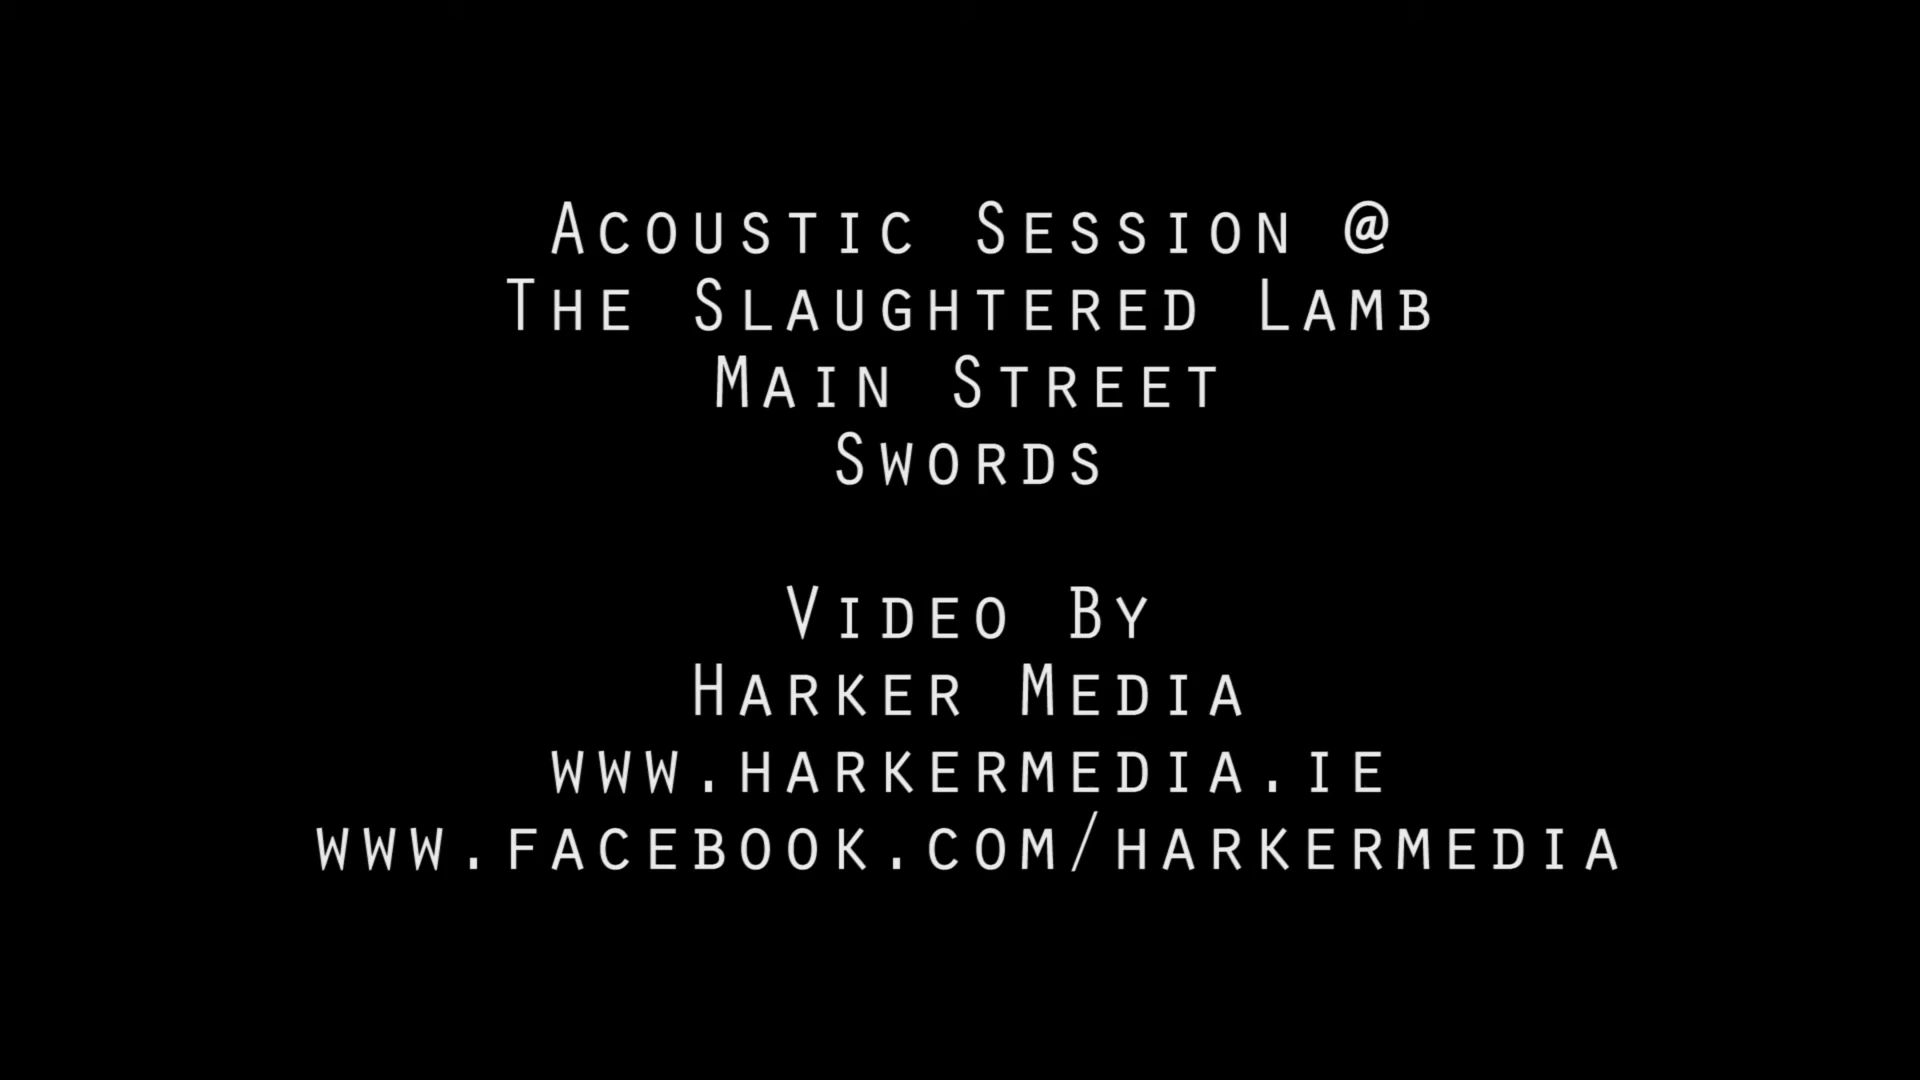 Acoustic Session @
The Slaughtered Lamb
Main Street
Swords
Video By
Harker Media
www.harkermedia.ie
www.facebook.com/harkermedia